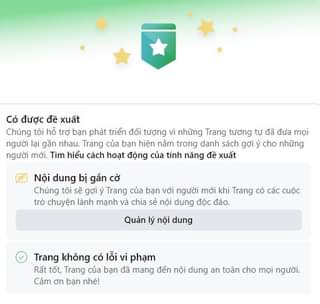 Có được đề xuất
Chúng tôi hỗ trợ bạn phát triển đối tượng vì những Trang tương tự đã đưa mọi
người lại gần nhau. Trang của bạn hiện nằm trong danh sách gợi ý cho những
người mới. Tìm hiểu cách hoạt động của tính năng đề xuất
Nội dung bị gắn cờ
Chúng tôi sẽ gợi ý Trang của bạn với người mới khi Trang có các cuộc
trò chuyện lành mạnh và chia sẻ nội dung độc đáo.
Quản lý nội dung
Trang không có lỗi vi phạm
Rất tốt, Trang của bạn đã mang đến nội dung an toàn cho mọi người.
Cảm ơn bạn nhé!